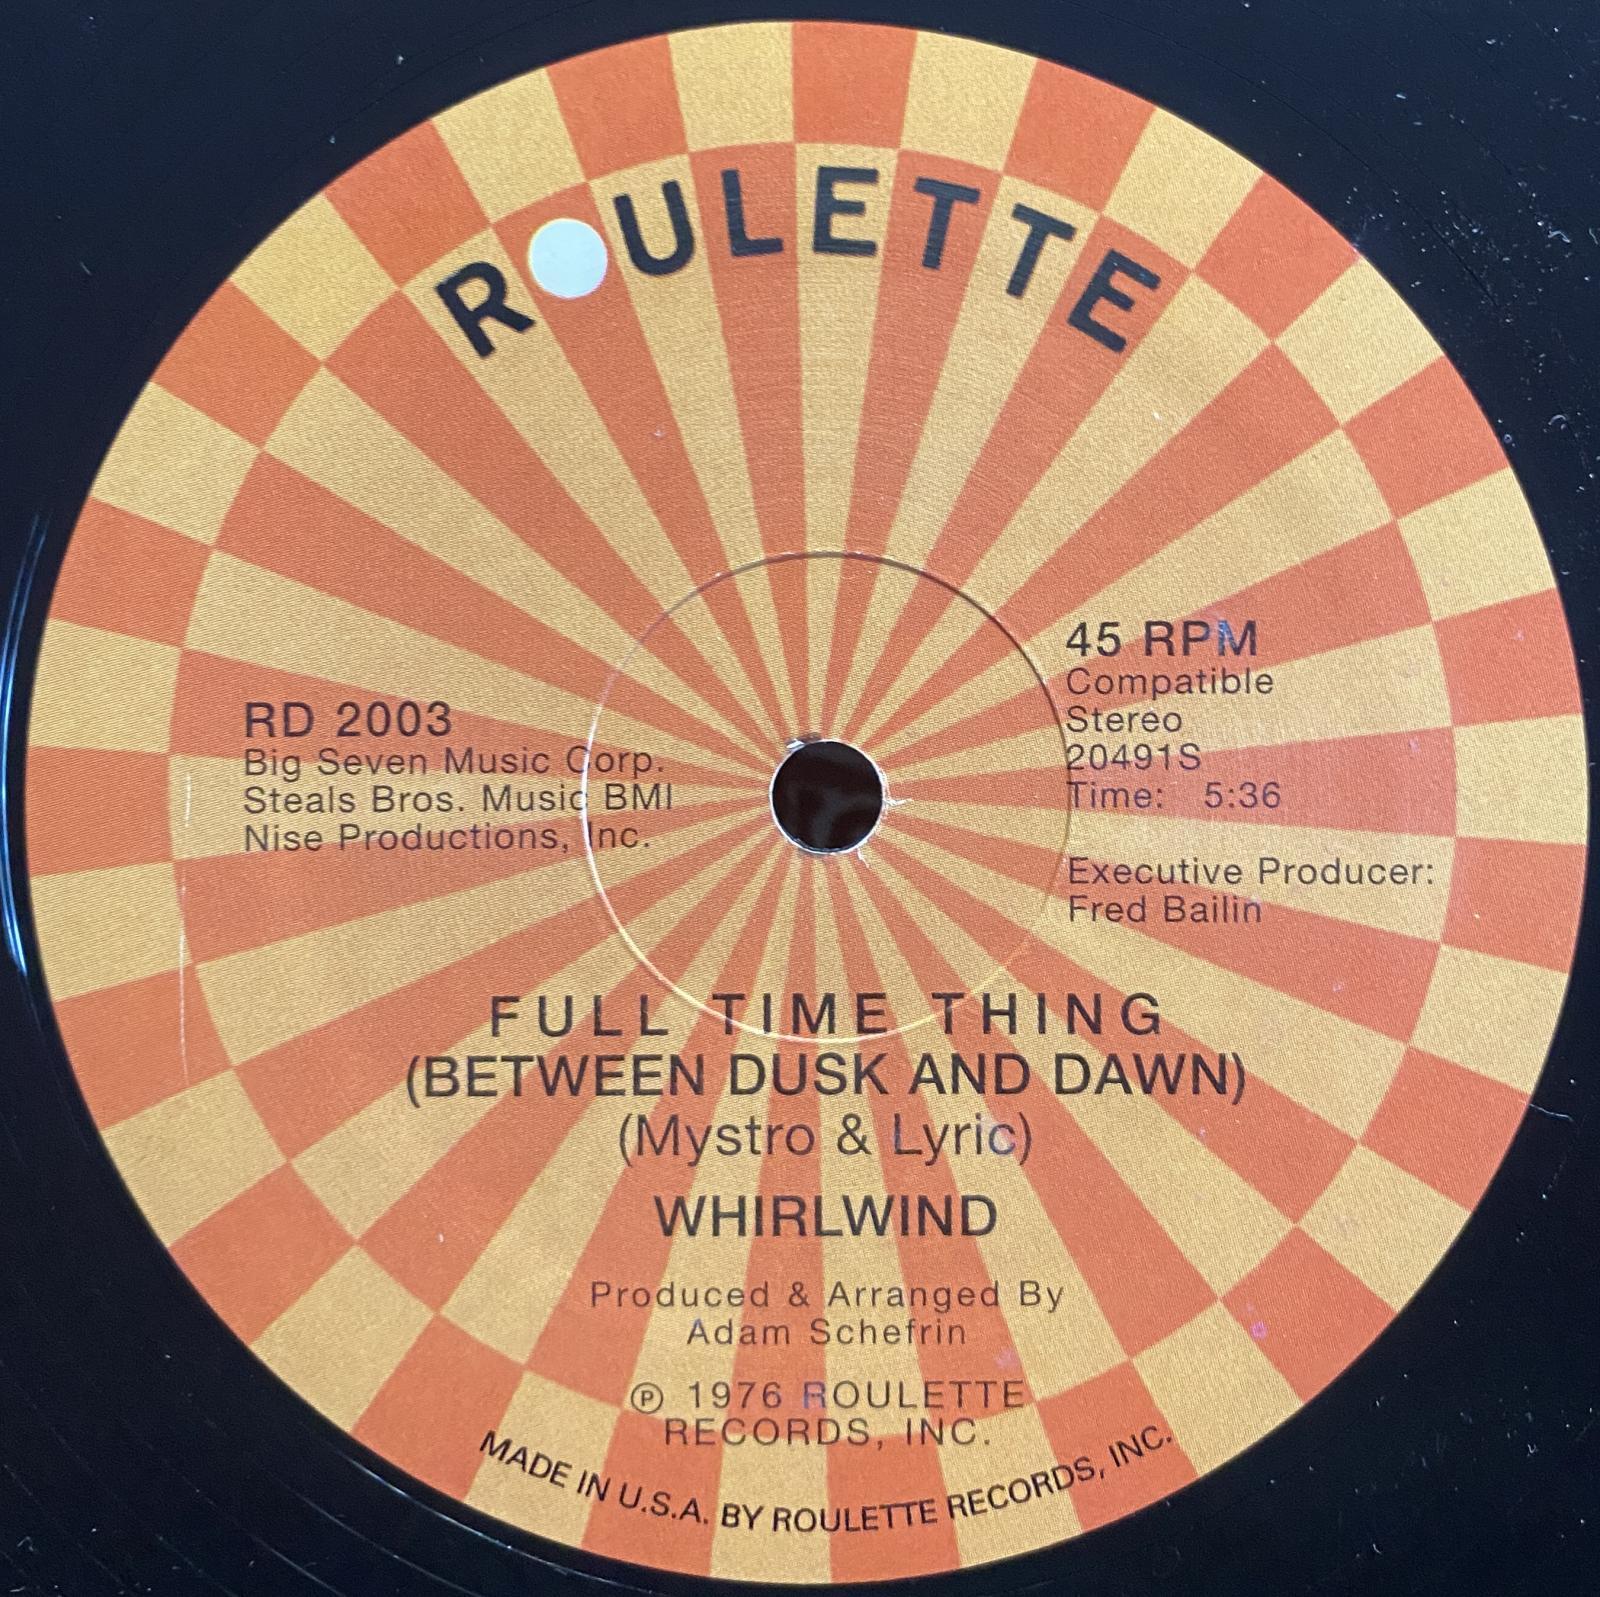 ROULETTE
RD 2003
Big Seven Music Corp.
Steals Bros. Music BMI
Nise Productions, Inc.
45 RPM
Compatible
Stereo
20491S
Time: 5:36
Executive Producer:
Fred Bailin
FULL TIME THING
(BETWEEN DUSK AND DAWN)
(Mystro & Lyric)
WHIRLWIND
Produced & Arranged By
Adam Schefrin
℗ 1976 ROULETTE
RECORDS, INC.
MADE IN U.S.A. BY ROULETTE RECORDS, INC.